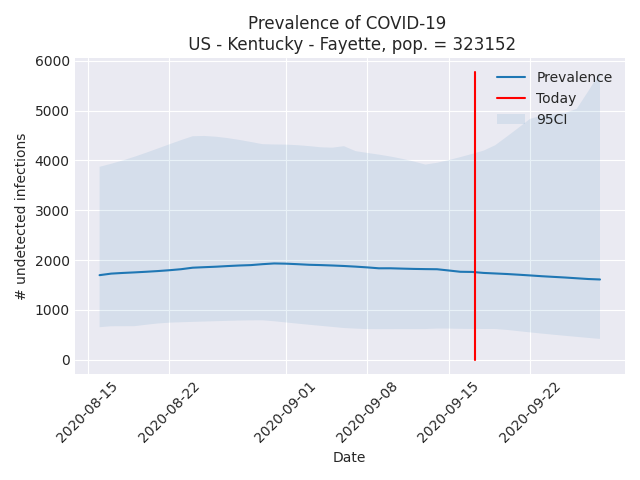 Prevalence of COVID-19
US - Kentucky - Fayette, pop. = 323152
Prevalence
Today
95CI
6000
5000
4000
3000
2000
1000
0
# undetected infections
2020-08-15
2020-08-22
2020-09-01
2020-09-08
2020-09-15
2020-09-22
Date